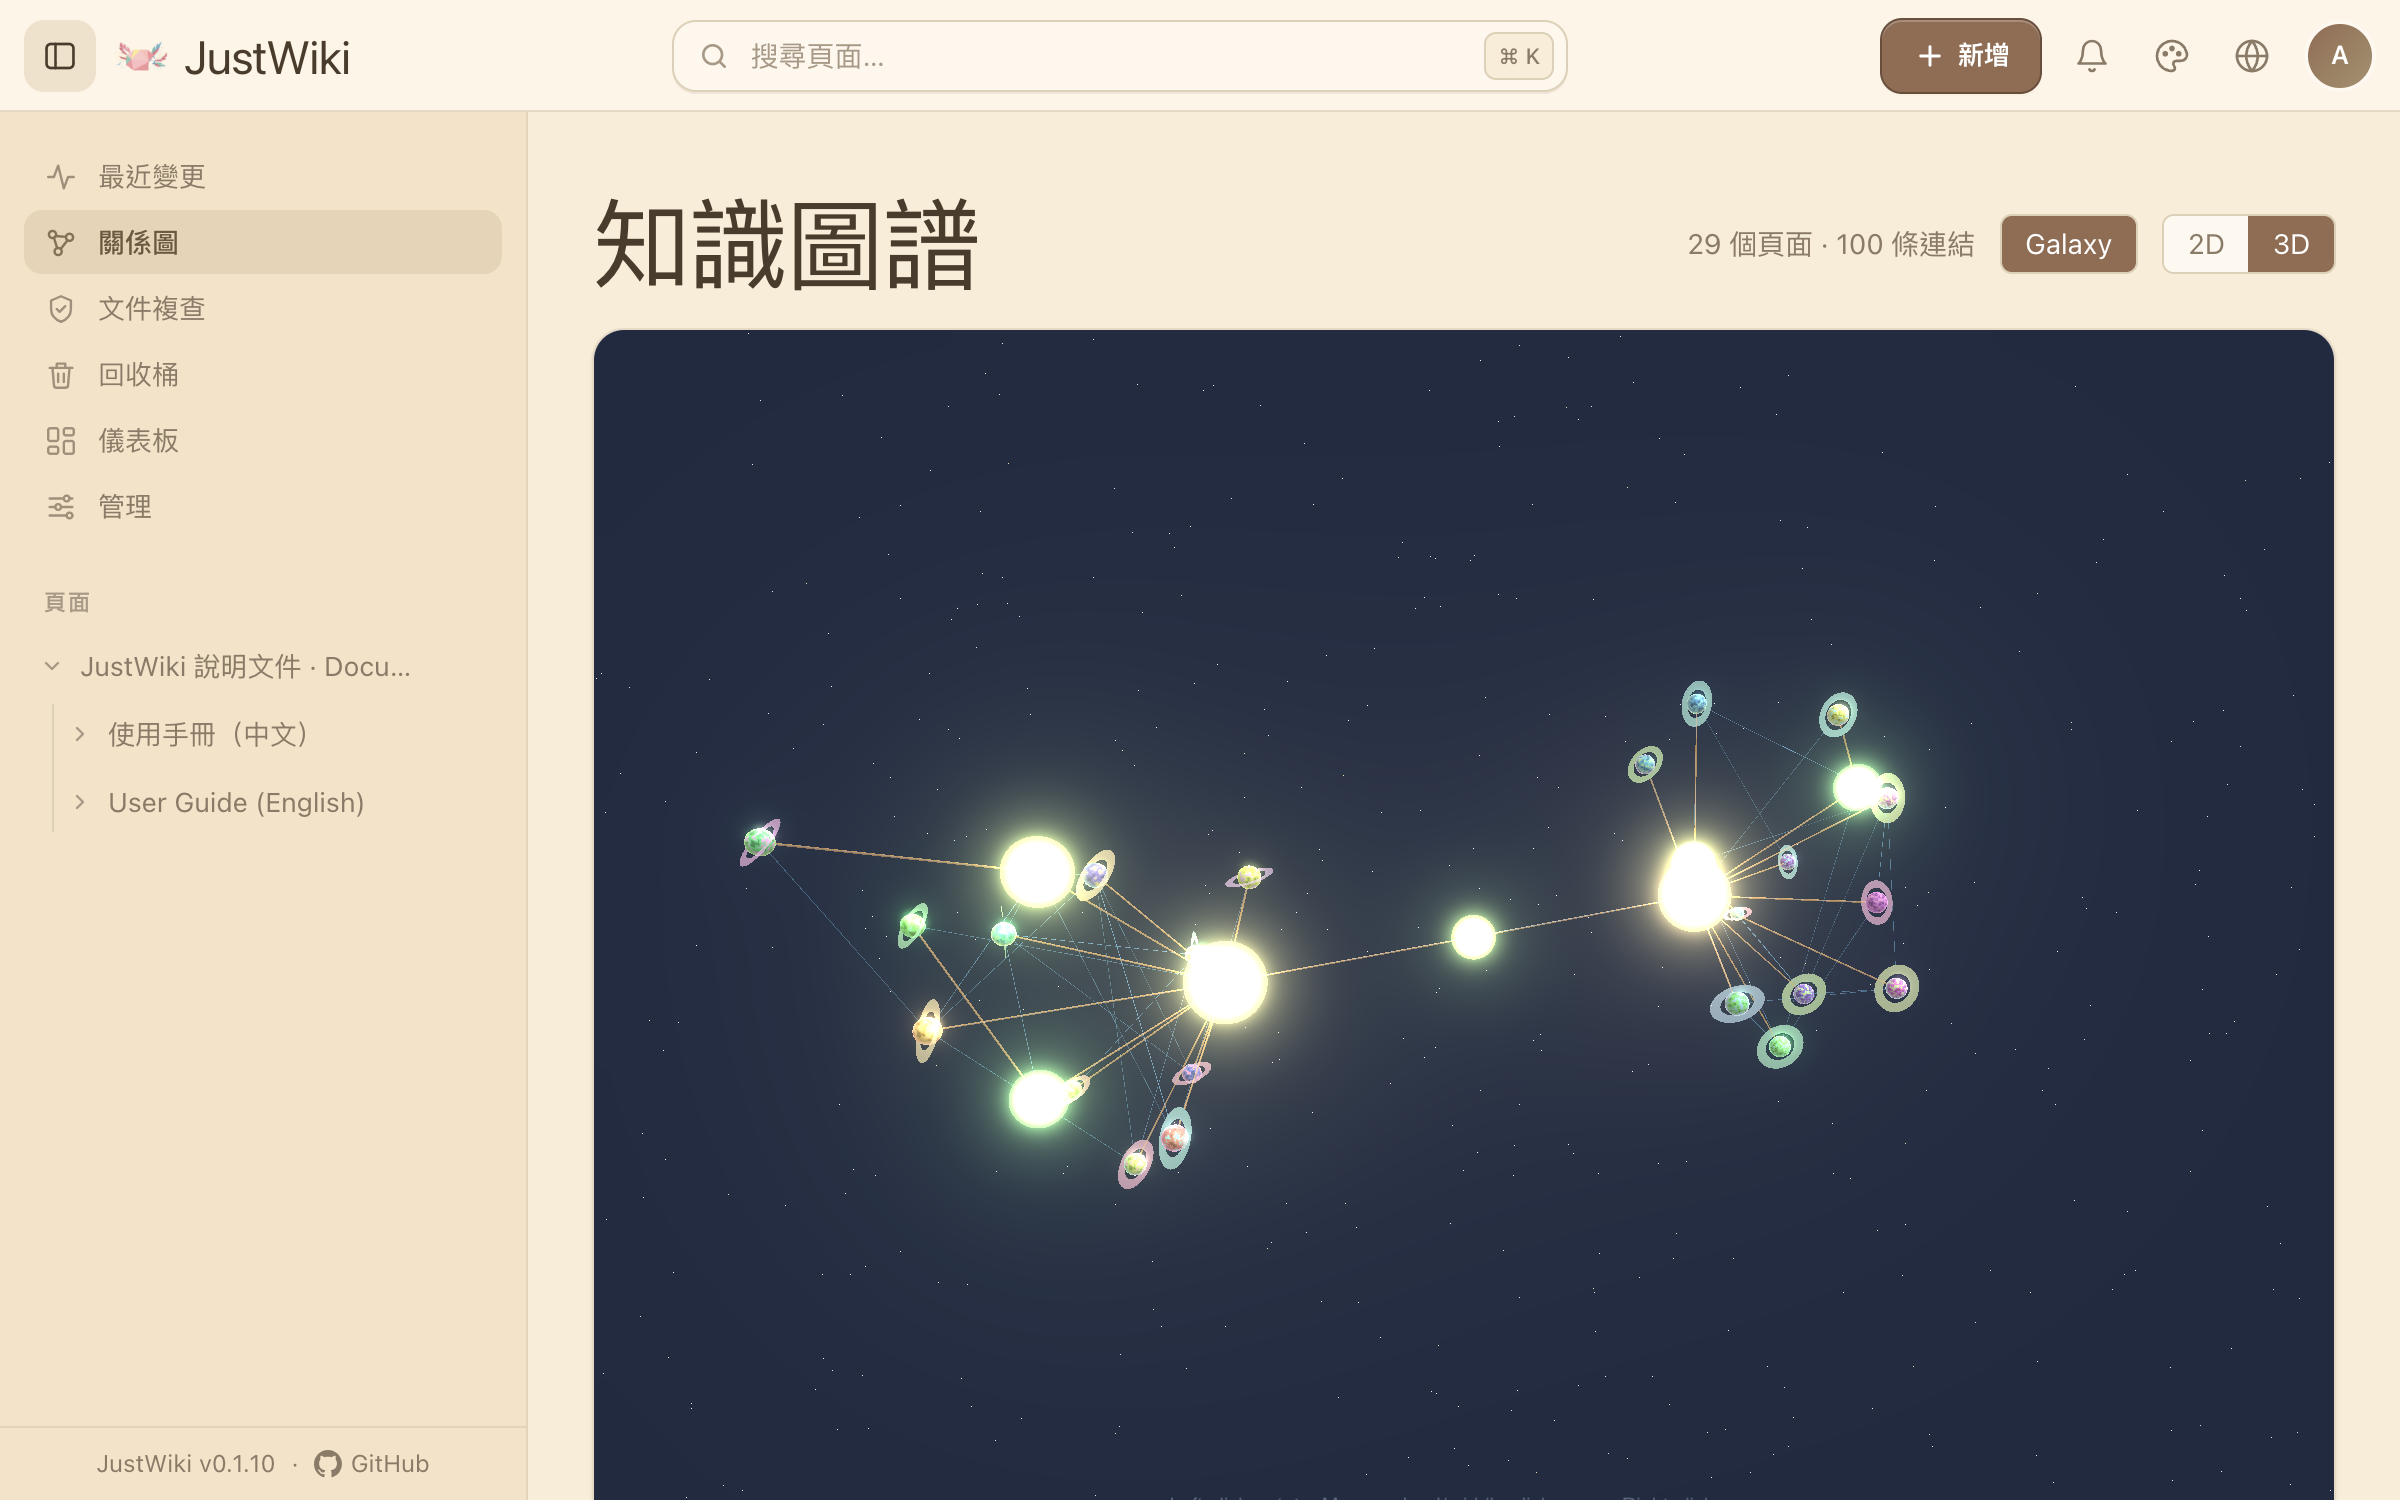 JustWiki
搜尋頁面...
⌘ K
新增
A
最近變更
關係圖
文件複查
回收桶
儀表板
管理
頁面
JustWiki 說明文件 · Docu...
使用手冊（中文）
User Guide (English)
JustWiki v0.1.10 · GitHub
知識圖譜
29 個頁面 · 100 條連結
Galaxy
2D
3D